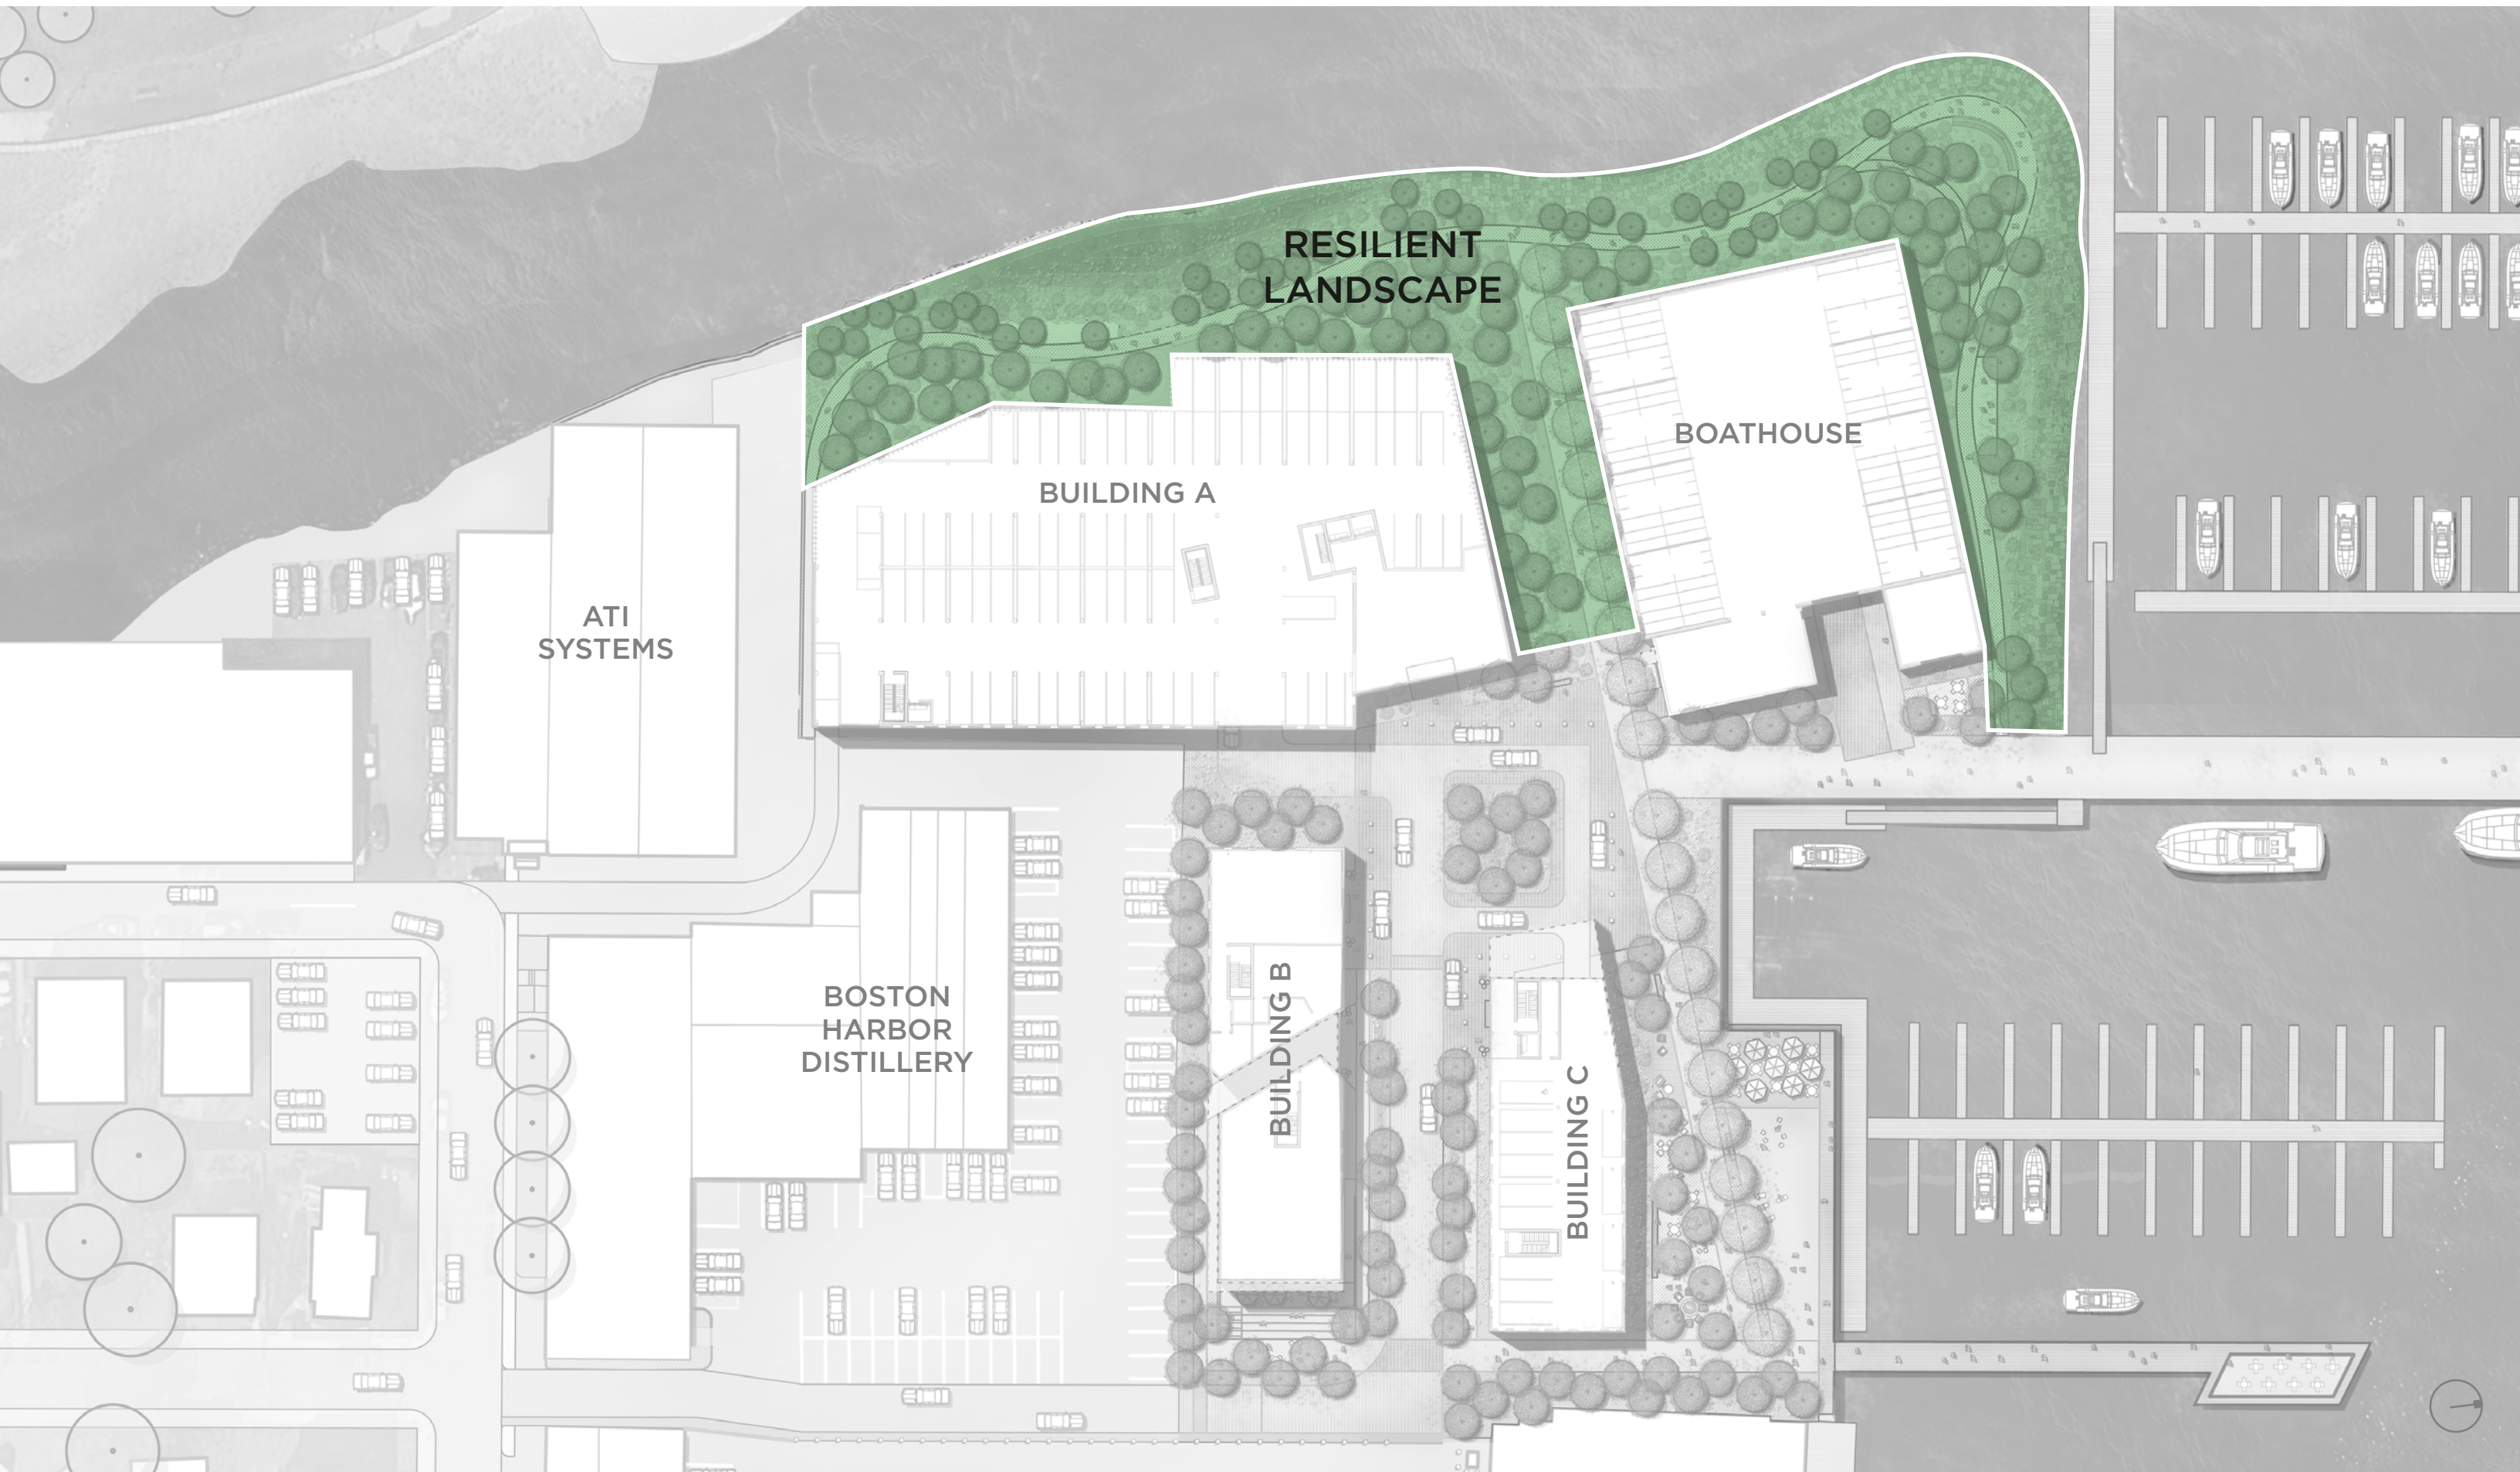 RESILIENT
LANDSCAPE
BOATHOUSE
BUILDING A
ATI
SYSTEMS
BOSTON
HARBOR
DISTILLERY
BUILDING B
BUILDING C